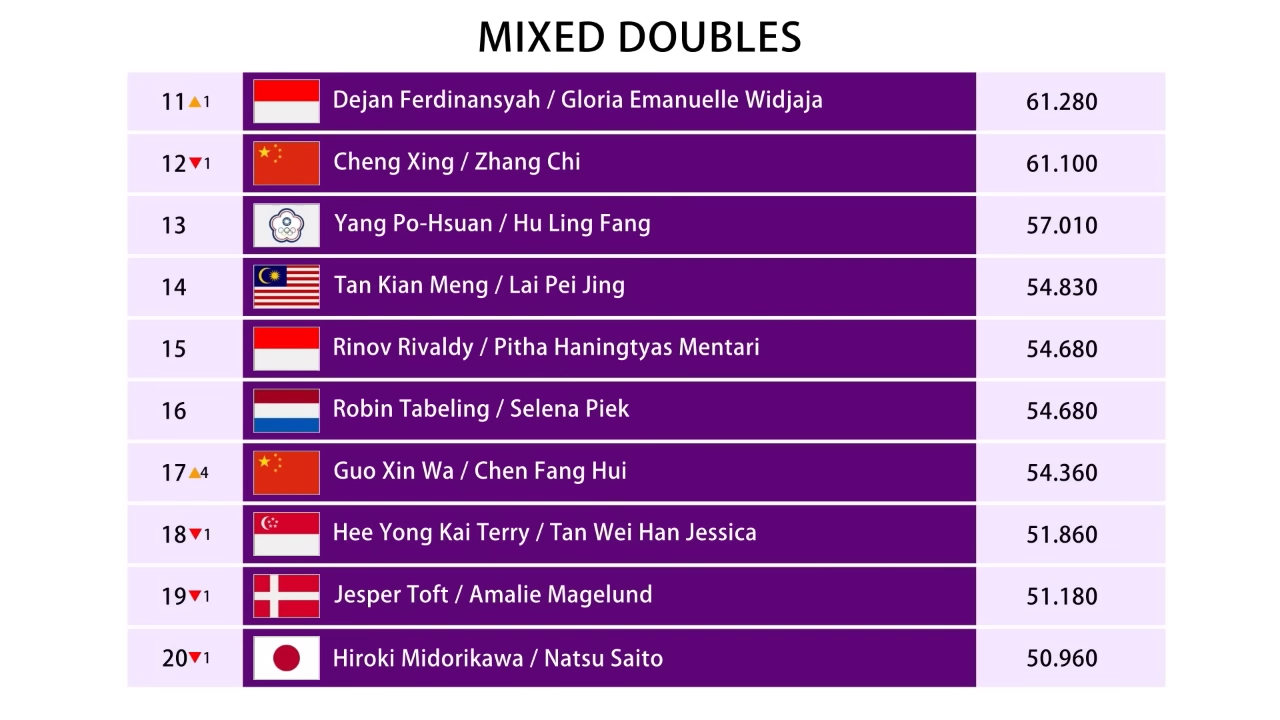 MIXED DOUBLES
11▲1 Dejan Ferdinansyah / Gloria Emanuelle Widjaja 61.280
12▼1 Cheng Xing / Zhang Chi 61.100
13 Yang Po-Hsuan / Hu Ling Fang 57.010
14 Tan Kian Meng / Lai Pei Jing 54.830
15 Rinov Rivaldy / Pitha Haningtyas Mentari 54.680
16 Robin Tabeling / Selena Piek 54.680
17▲4 Guo Xin Wa / Chen Fang Hui 54.360
18▼1 Hee Yong Kai Terry / Tan Wei Han Jessica 51.860
19▼1 Jesper Toft / Amalie Magelund 51.180
20▼1 Hiroki Midorikawa / Natsu Saito 50.960